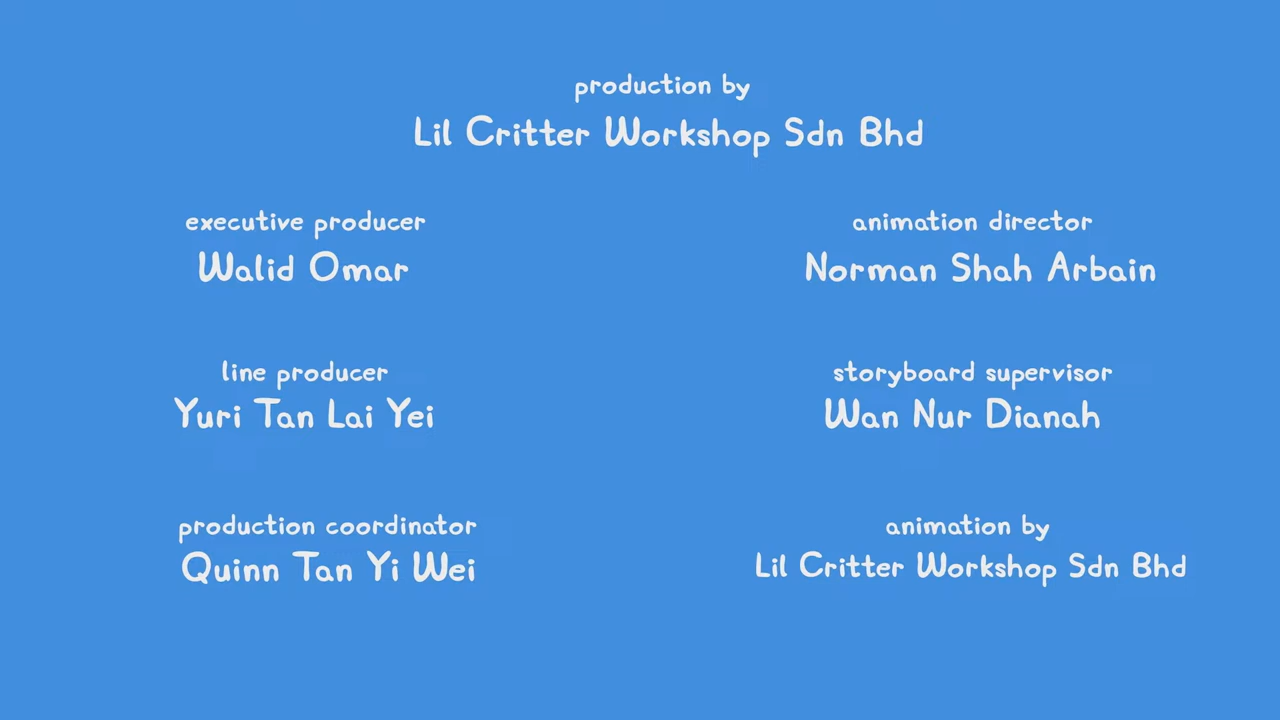 production by
Lil Critter Workshop Sdn Bhd
executive producer
Walid Omar
animation director
Norman Shah Arbain
line producer
Yuri Tan Lai Yei
storyboard supervisor
Wan Nur Dianah
production coordinator
Quinn Tan Yi Wei
animation by
Lil Critter Workshop Sdn Bhd